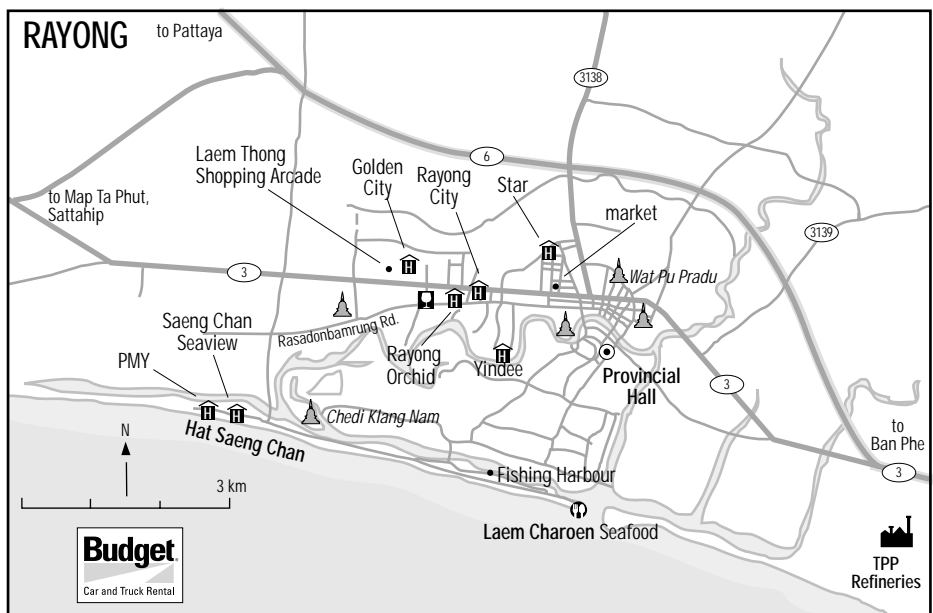 RAYONG
to Pattaya
3138
6
Laem Thong
Shopping Arcade
Golden
City
Rayong
City
Star
market
to Map Ta Phut,
Sattahip
3139
3
Wat Pu Pradu
Saeng Chan
Seaview
Rasadonbamrung Rd.
PMY
Rayong
Orchid
Yindee
Provincial
Hall
3
Chedi Klang Nam
Hat Saeng Chan
to
Ban Phe
N
3
3 km
Fishing Harbour
Laem Charoen Seafood
TPP
Refineries
Budget
Car and Truck Rental
H
H
H
H
H
H
H